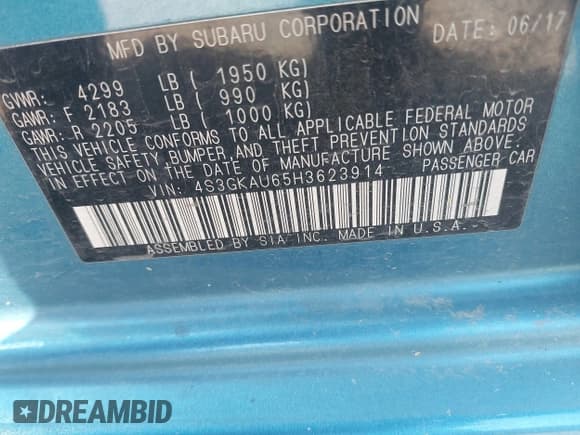 MFD BY SUBARU CORPORATION DATE: 06/17
GVWR: 4299 LB ( 1950 KG)
GAWR: F 2183 LB ( 990 KG)
GAWR: R 2205 LB ( 1000 KG)
THIS VEHICLE CONFORMS TO ALL APPLICABLE FEDERAL MOTOR
VEHICLE SAFETY, BUMPER, AND THEFT PREVENTION STANDARDS
IN EFFECT ON THE DATE OF MANUFACTURE SHOWN ABOVE.
VIN: 4S3GKAU65H3623914 PASSENGER CAR
ASSEMBLED BY SIA INC. MADE IN U.S.A.
DREAMBID